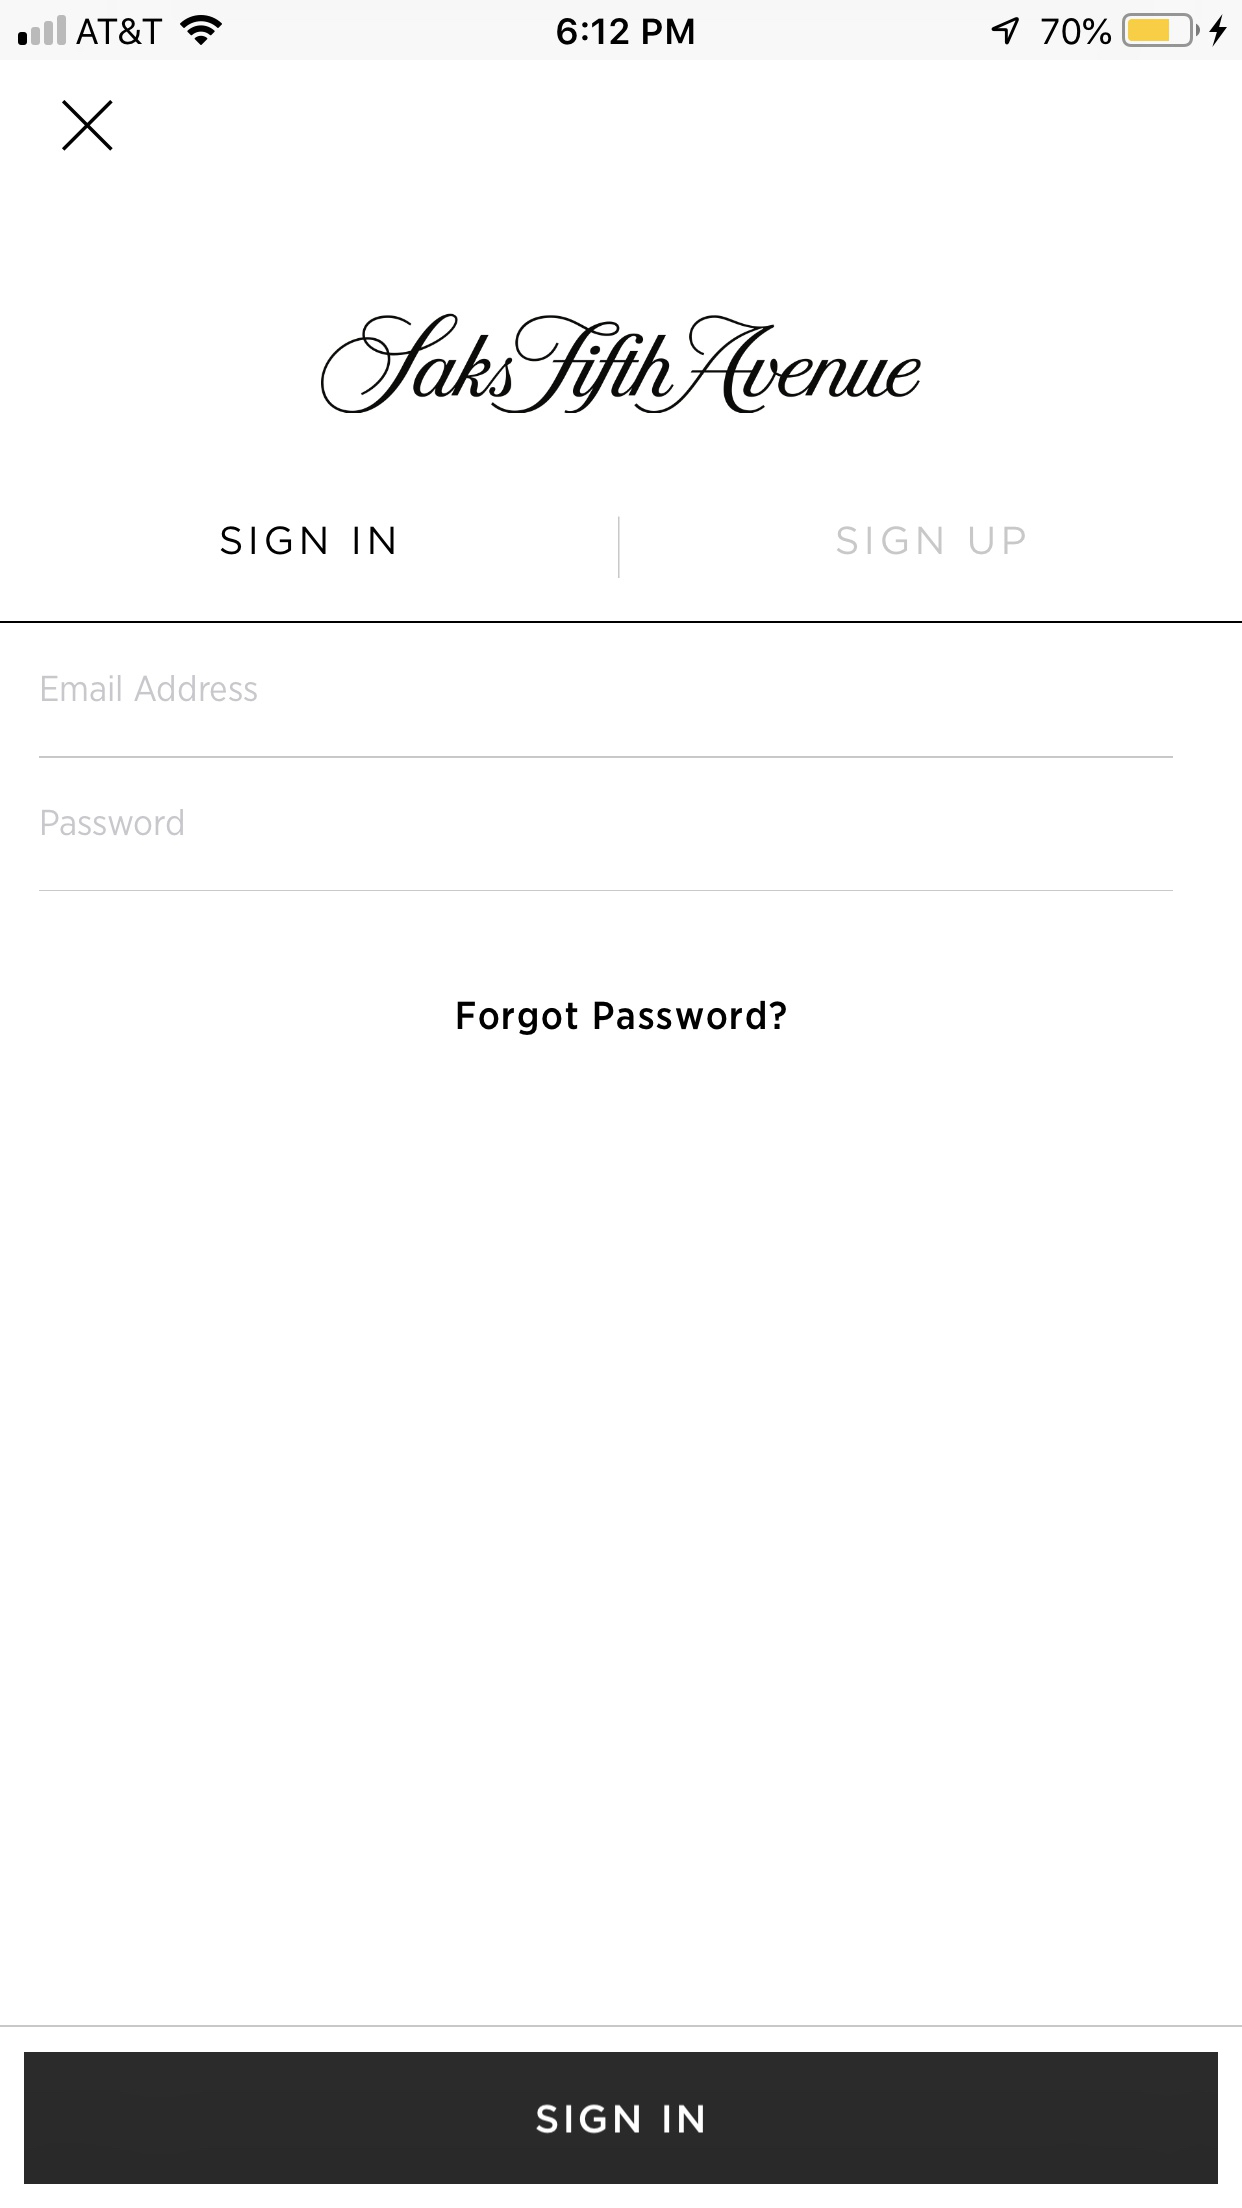 AT&T 6:12 PM 70%
Saks Fifth Avenue
SIGN IN SIGN UP
Email Address
Password
Forgot Password?
SIGN IN